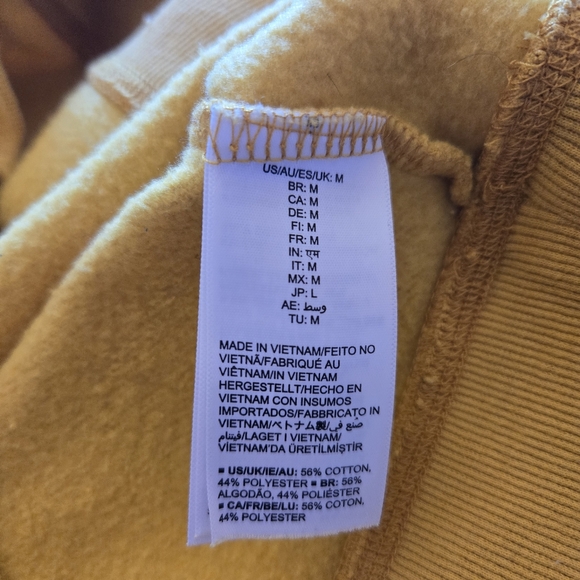 US/AU/ES/UK: M
BR: M
CA: M
DE: M
FI: M
FR: M
IN: एम
IT: M
MX: M
JP: L
AE: وسط
TU: M
MADE IN VIETNAM/FEITO NO
VIETNÃ/FABRIQUÉ AU
VIÊTNAM/IN VIETNAM
HERGESTELLT/HECHO EN
VIETNAM CON INSUMOS
IMPORTADOS/FABBRICATO IN
VIETNAM/ベトナム製/صنع في
فيتنام/LAGET I VIETNAM/
VİETNAM'DA ÜRETİLMİŞTİR
■ US/UK/IE/AU: 56% COTTON,
44% POLYESTER ■ BR: 56%
ALGODÃO, 44% POLIÉSTER
■ CA/FR/BE/LU: 56% COTON,
44% POLYESTER